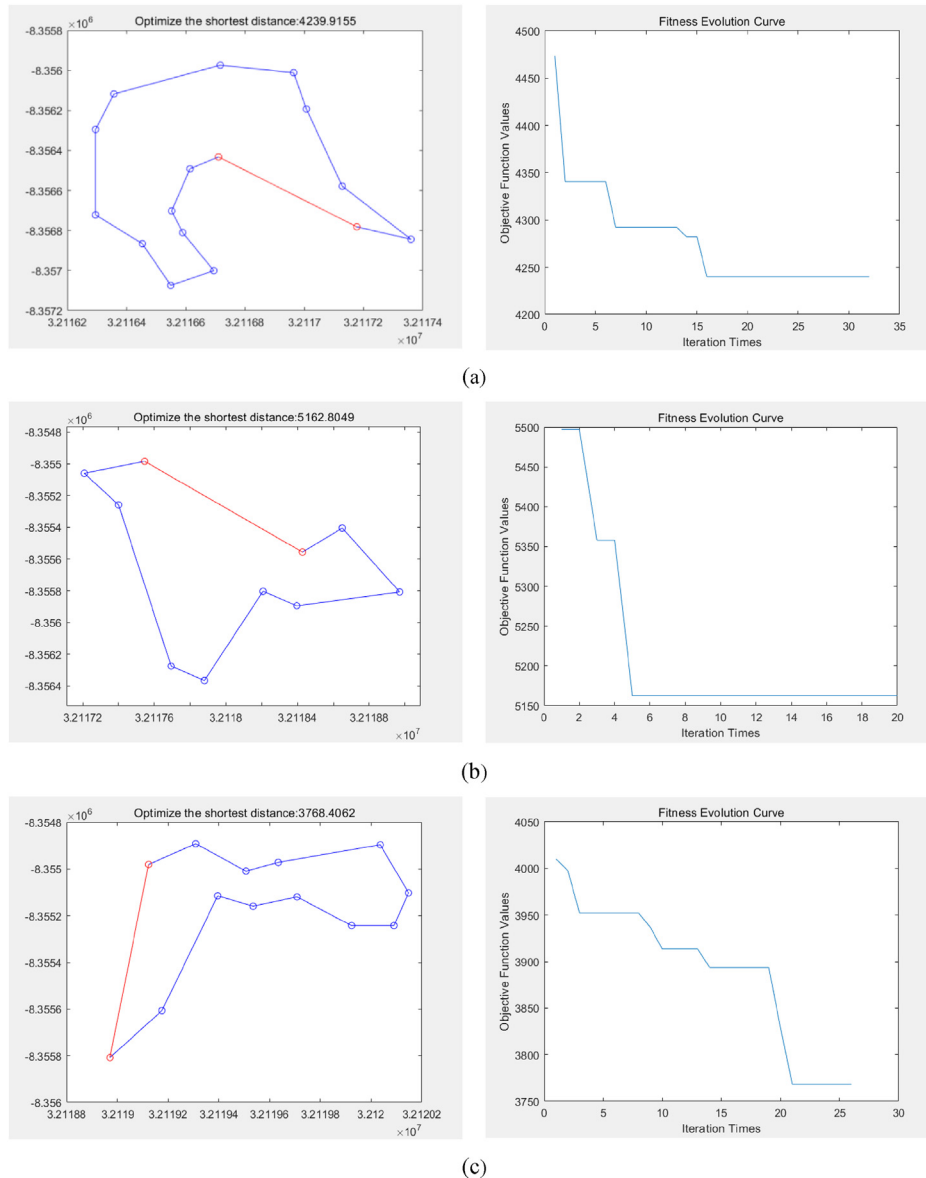 Optimize the shortest distance:4239.9155
×10⁶
-8.3558
-8.356
-8.3562
-8.3564
-8.3566
-8.3568
-8.357
-8.3572
3.21162 3.21164 3.21166 3.21168 3.2117 3.21172 3.21174
×10⁷
Fitness Evolution Curve
Objective Function Values
4500
4450
4400
4350
4300
4250
4200
0 5 10 15 20 25 30 35
Iteration Times
(a)
Optimize the shortest distance:5162.8049
×10⁶
-8.3548
-8.355
-8.3552
-8.3554
-8.3556
-8.3558
-8.356
-8.3562
-8.3564
3.21172 3.21176 3.2118 3.21184 3.21188
×10⁷
Fitness Evolution Curve
Objective Function Values
5500
5450
5400
5350
5300
5250
5200
5150
0 2 4 6 8 10 12 14 16 18 20
Iteration Times
(b)
Optimize the shortest distance:3768.4062
×10⁶
-8.3548
-8.355
-8.3552
-8.3554
-8.3556
-8.3558
-8.356
3.21188 3.2119 3.21192 3.21194 3.21196 3.21198 3.212 3.21202
×10⁷
Fitness Evolution Curve
Objective Function Values
4050
4000
3950
3900
3850
3800
3750
0 5 10 15 20 25 30
Iteration Times
(c)